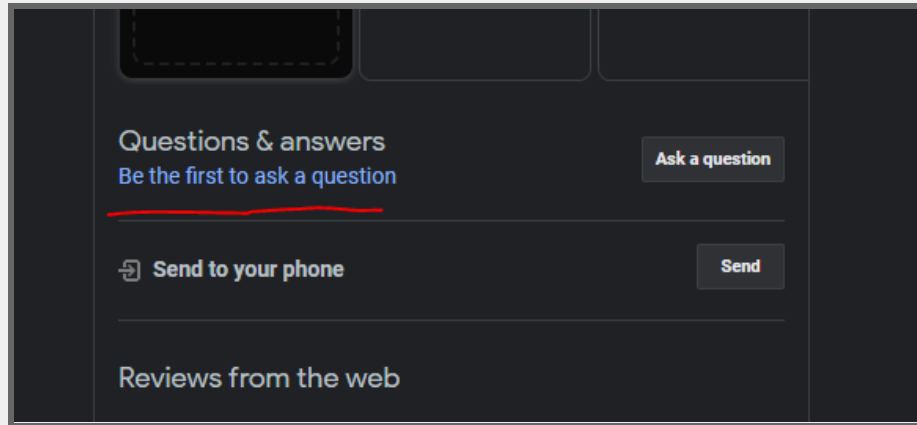 Questions & answers
Be the first to ask a question
Ask a question
Send to your phone
Send
Reviews from the web